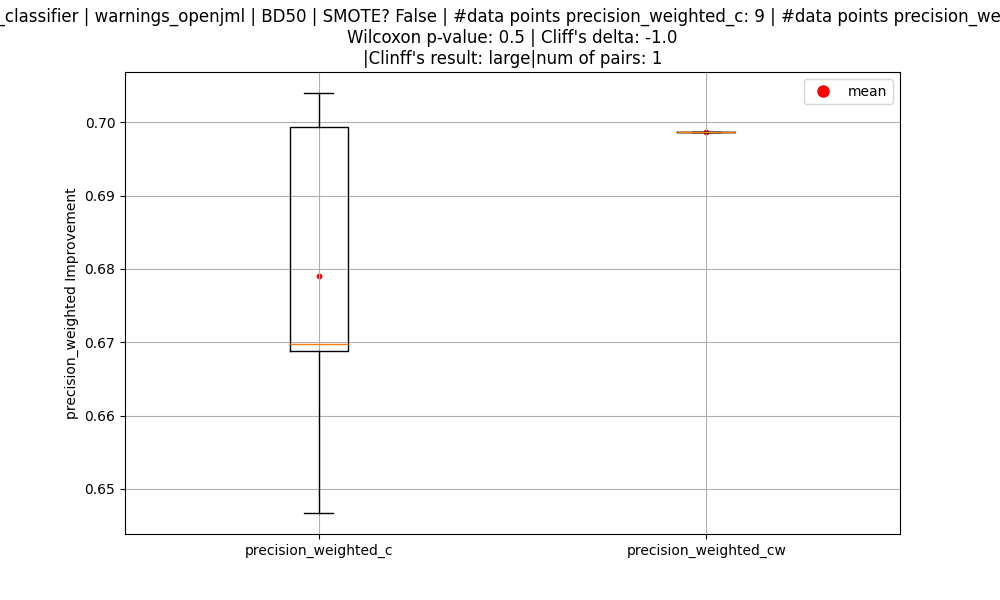 _classifier | warnings_openjml | BD50 | SMOTE? False | #data points precision_weighted_c: 9 | #data points precision_we
Wilcoxon p-value: 0.5 | Cliff's delta: -1.0
|Clinff's result: large|num of pairs: 1
mean
0.70
0.69
0.68
0.67
0.66
0.65
precision_weighted Improvement
precision_weighted_c
precision_weighted_cw